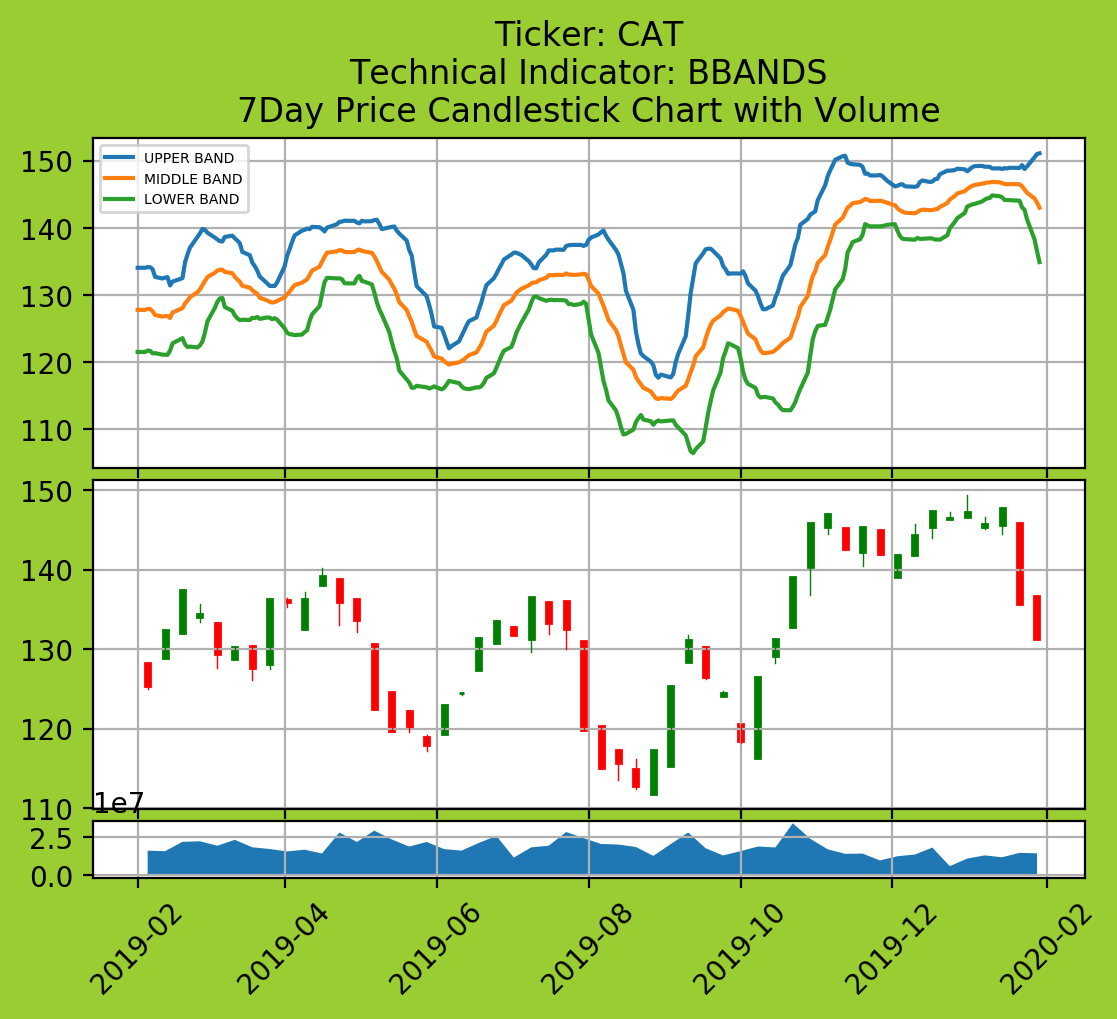 Ticker: CAT
Technical Indicator: BBANDS
7Day Price Candlestick Chart with Volume
UPPER BAND
MIDDLE BAND
LOWER BAND
150
140
130
120
110
150
140
130
120
110
1e7
2.5
0.0
2019-02
2019-04
2019-06
2019-08
2019-10
2019-12
2020-02